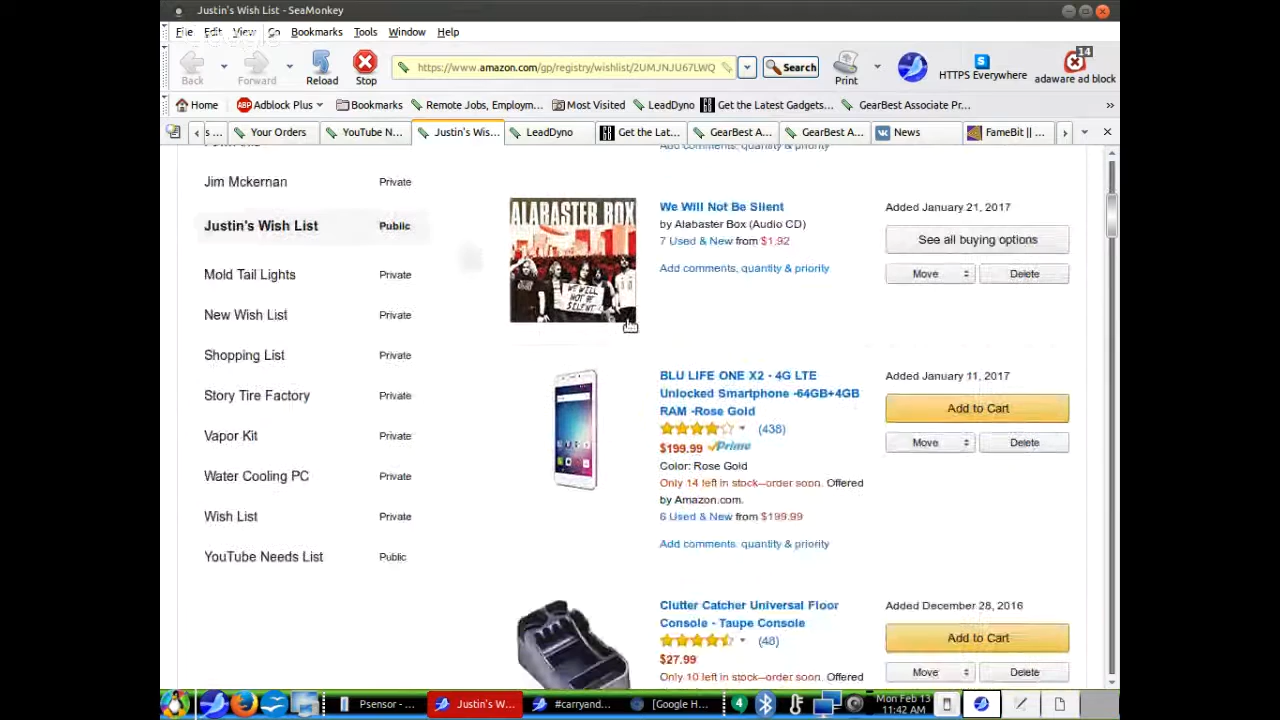 Justin's Wish List - SeaMonkey
File Edit View Go Bookmarks Tools Window Help
Back Forward Reload Stop
https://www.amazon.com/gp/registry/wishlist/2UMJNJU67LWQ
Search
Print
HTTPS Everywhere
14
adaware ad block
Home ABP Adblock Plus Bookmarks Remote Jobs, Employm... Most Visited LeadDyno Get the Latest Gadgets... GearBest Associate Pr... »
s ... Your Orders YouTube N... Justin's Wis... LeadDyno Get the Lat... GearBest A... GearBest A... News FameBit || ...
Add comments, quantity & priority
Jim Mckernan Private
Justin's Wish List Public
Mold Tail Lights Private
New Wish List Private
Shopping List Private
Story Tire Factory Private
Vapor Kit Private
Water Cooling PC Private
Wish List Private
YouTube Needs List Public
ALABASTER BOX
WE WILL NOT BE SILENT!
We Will Not Be Silent
by Alabaster Box (Audio CD)
7 Used & New from $1.92
Add comments, quantity & priority
Added January 21, 2017
See all buying options
Move Delete
BLU LIFE ONE X2 - 4G LTE
Unlocked Smartphone -64GB+4GB
RAM -Rose Gold
(438)
$199.99 Prime
Color: Rose Gold
Only 14 left in stock--order soon. Offered
by Amazon.com.
6 Used & New from $199.99
Add comments, quantity & priority
Added January 11, 2017
Add to Cart
Move Delete
Clutter Catcher Universal Floor
Console - Taupe Console
(48)
$27.99
Only 10 left in stock--order soon. Offered
Added December 28, 2016
Add to Cart
Move Delete
Psensor - ... Justin's W... #carryand... [Google H... 4
Mon Feb 13
11:42 AM